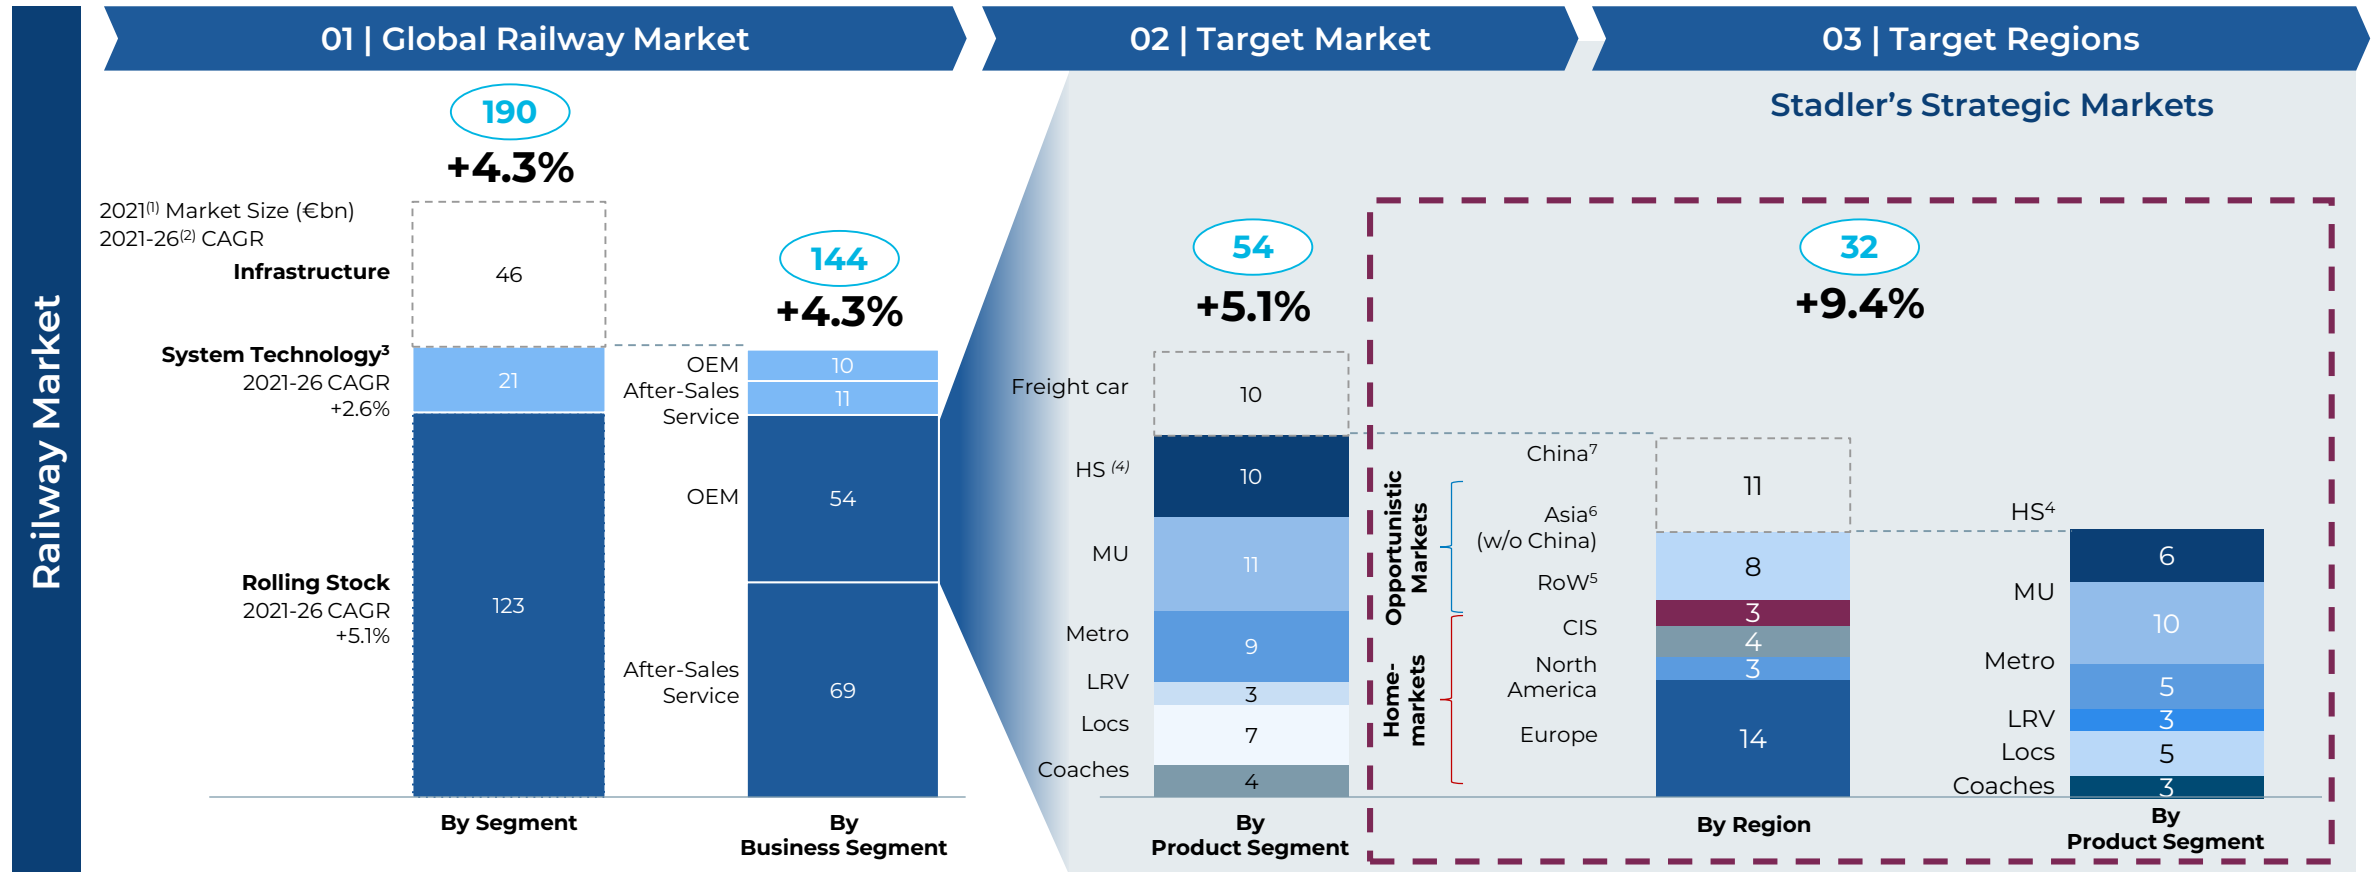 Railway Market
01 | Global Railway Market
02 | Target Market
03 | Target Regions
Stadler's Strategic Markets
190
+4.3%
2021(1) Market Size (€bn)
2021-26(2) CAGR
Infrastructure
46
System Technology3
2021-26 CAGR
+2.6%
21
Rolling Stock
2021-26 CAGR
+5.1%
123
By Segment
144
+4.3%
OEM
10
After-Sales
Service
11
OEM
54
After-Sales
Service
69
By
Business Segment
54
+5.1%
Freight car
10
HS (4)
10
MU
11
Metro
9
LRV
3
Locs
7
Coaches
4
By
Product Segment
32
+9.4%
Opportunistic
Markets
Home-
markets
China7
11
Asia6
(w/o China)
8
RoW5
3
CIS
4
North
America
3
Europe
14
By Region
HS4
6
MU
10
Metro
5
LRV
3
Locs
5
Coaches
3
By
Product Segment